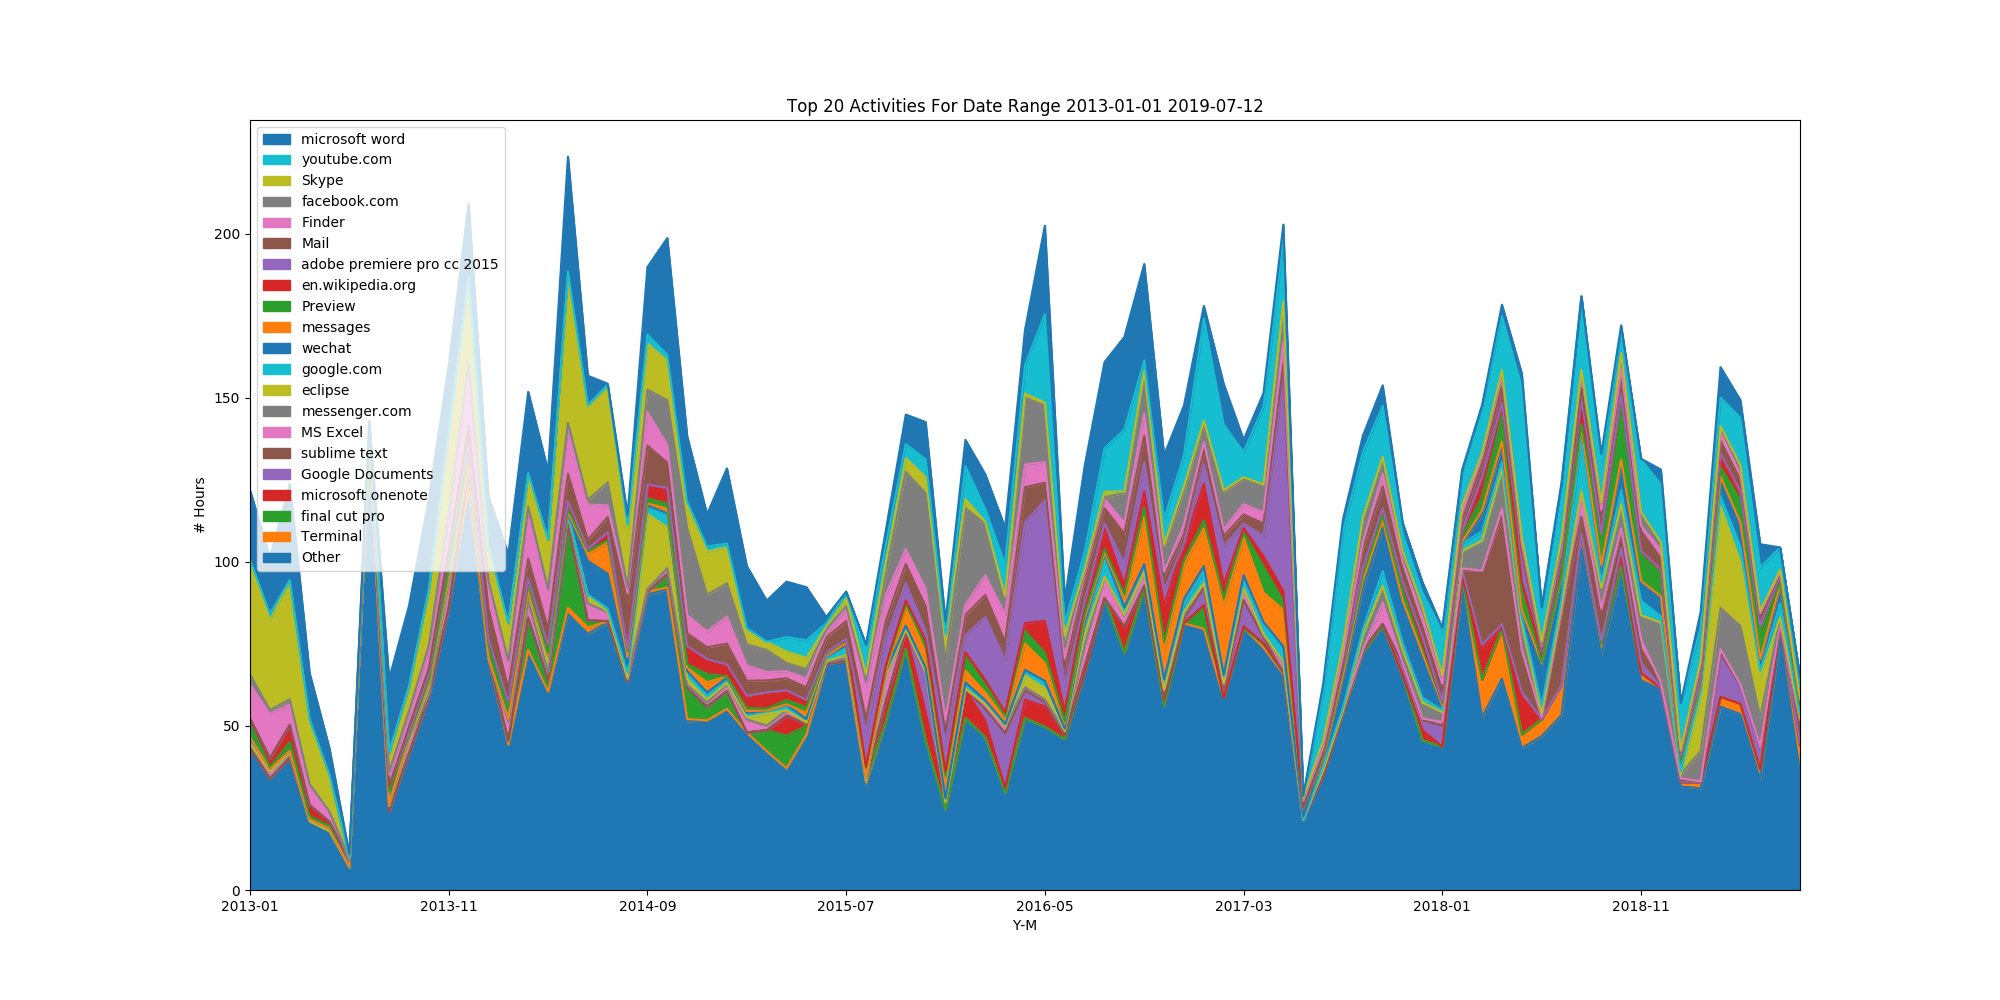 Top 20 Activities For Date Range 2013-01-01 2019-07-12
microsoft word
youtube.com
Skype
facebook.com
Finder
Mail
adobe premiere pro cc 2015
en.wikipedia.org
Preview
messages
wechat
google.com
eclipse
messenger.com
MS Excel
sublime text
Google Documents
microsoft onenote
final cut pro
Terminal
Other
# Hours
200
150
100
50
0
2013-01 2013-11 2014-09 2015-07 2016-05 2017-03 2018-01 2018-11
Y-M